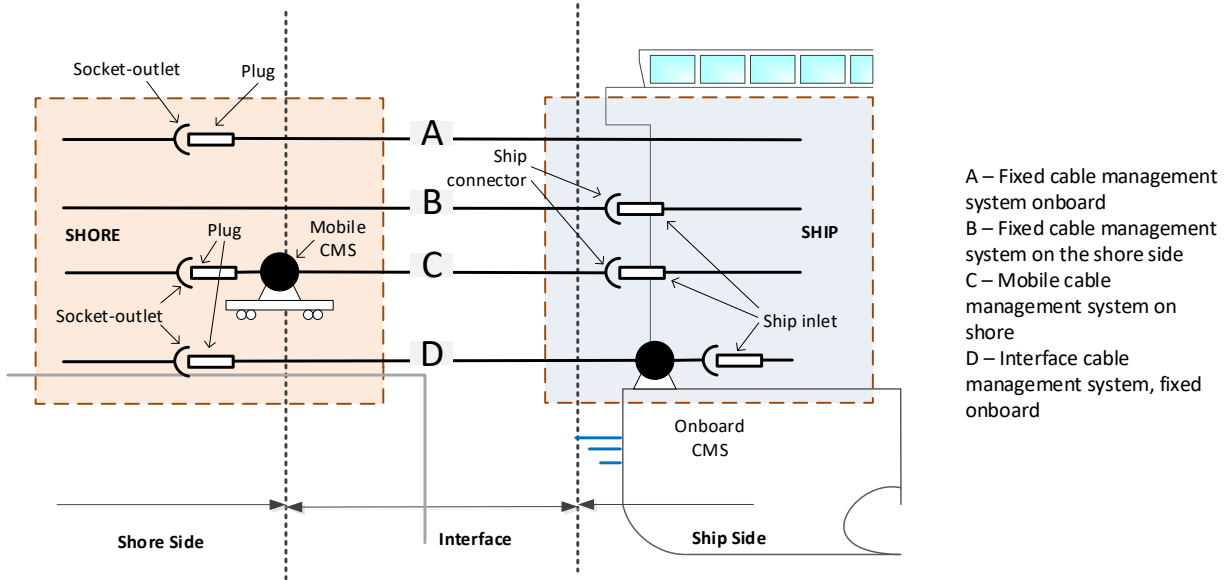 Socket-outlet
Plug
A
Ship
connector
B
SHORE
Plug
Mobile
CMS
SHIP
C
Socket-outlet
Ship inlet
D
Onboard
CMS
Shore Side
Interface
Ship Side
A – Fixed cable management
system onboard
B – Fixed cable management
system on the shore side
C – Mobile cable
management system on
shore
D – Interface cable
management system, fixed
onboard